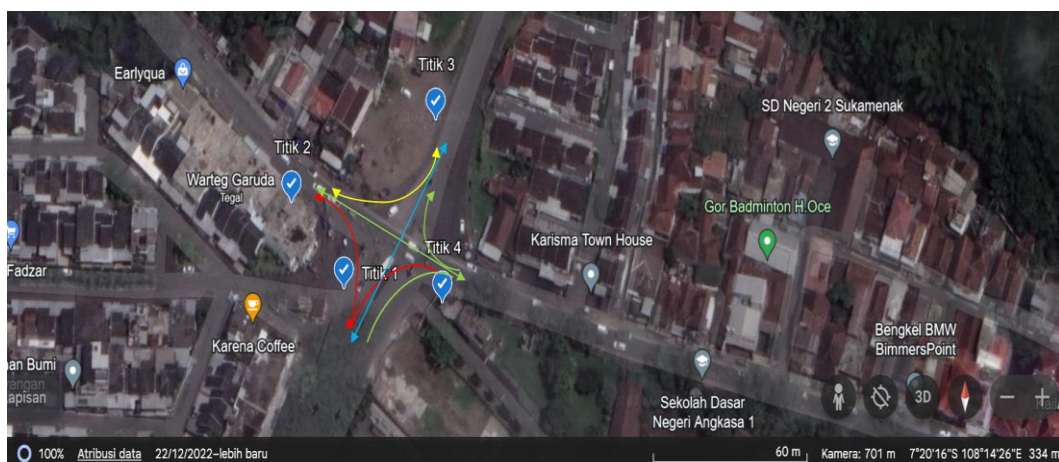 Titik 3
Earlyqua
SD Negeri 2 Sukamenak
Titik 2
Warteg Garuda
Tegal
Gor Badminton H.Oce
Titik 4
Karisma Town House
Fadzar
Titik 1
Karena Coffee
Bengkel BMW
BimmersPoint
nan Bumi
apisan
Sekolah Dasar
Negeri Angkasa 1
3D
100% Atribusi data 22/12/2022–lebih baru
60 m
Kamera: 701 m 7°20'16"S 108°14'26"E 334 m